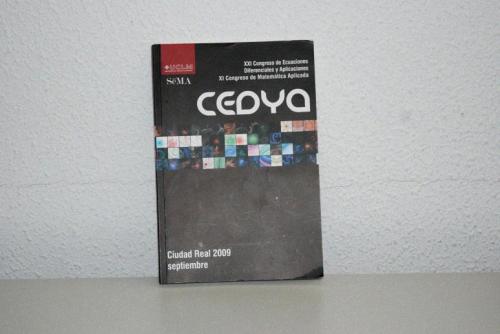 UCLM
SēMA
XXI Congreso de Ecuaciones
Diferenciales y Aplicaciones
XI Congreso de Matemática Aplicada
CEDYA
Ciudad Real 2009
septiembre